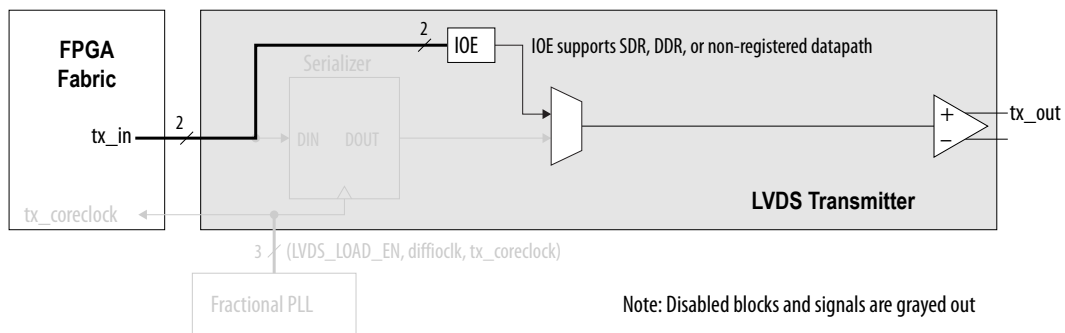 FPGA
Fabric
2
IOE
IOE supports SDR, DDR, or non-registered datapath
Serializer
tx_in
2
DIN
DOUT
+
−
tx_out
LVDS Transmitter
tx_coreclock
3
(LVDS_LOAD_EN, diffioclk, tx_coreclock)
Fractional PLL
Note: Disabled blocks and signals are grayed out